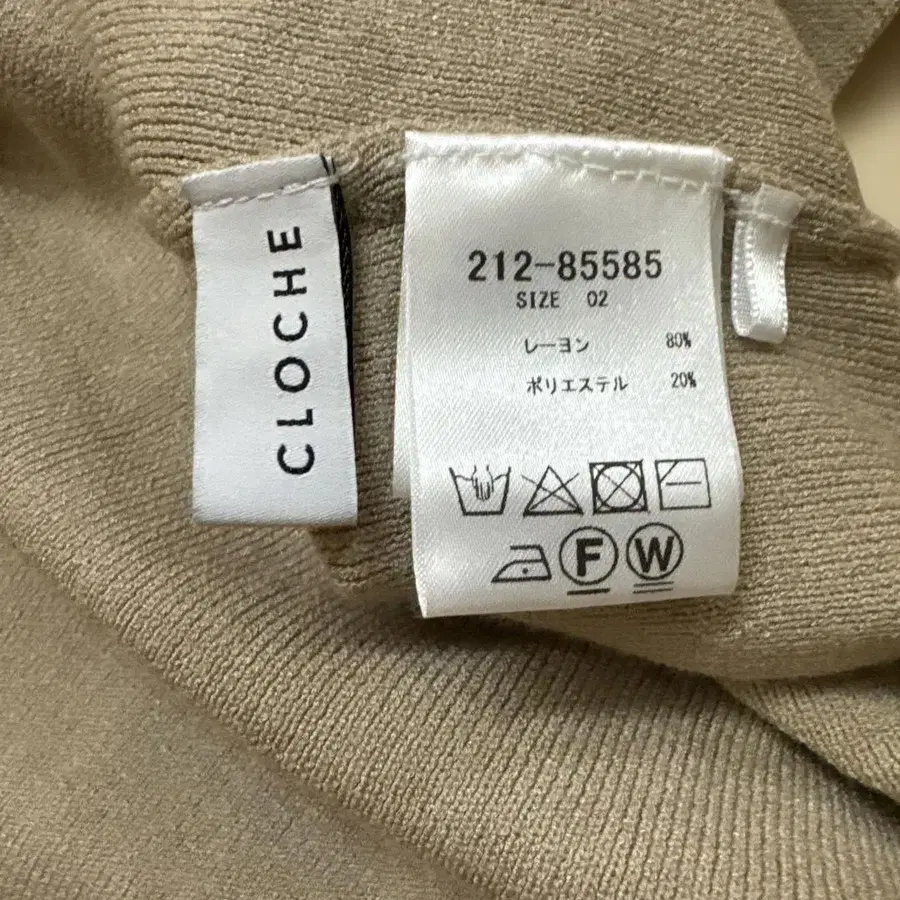 CLOCHE
212-85585
SIZE 02
レーヨン 80%
ポリエステル 20%
F W